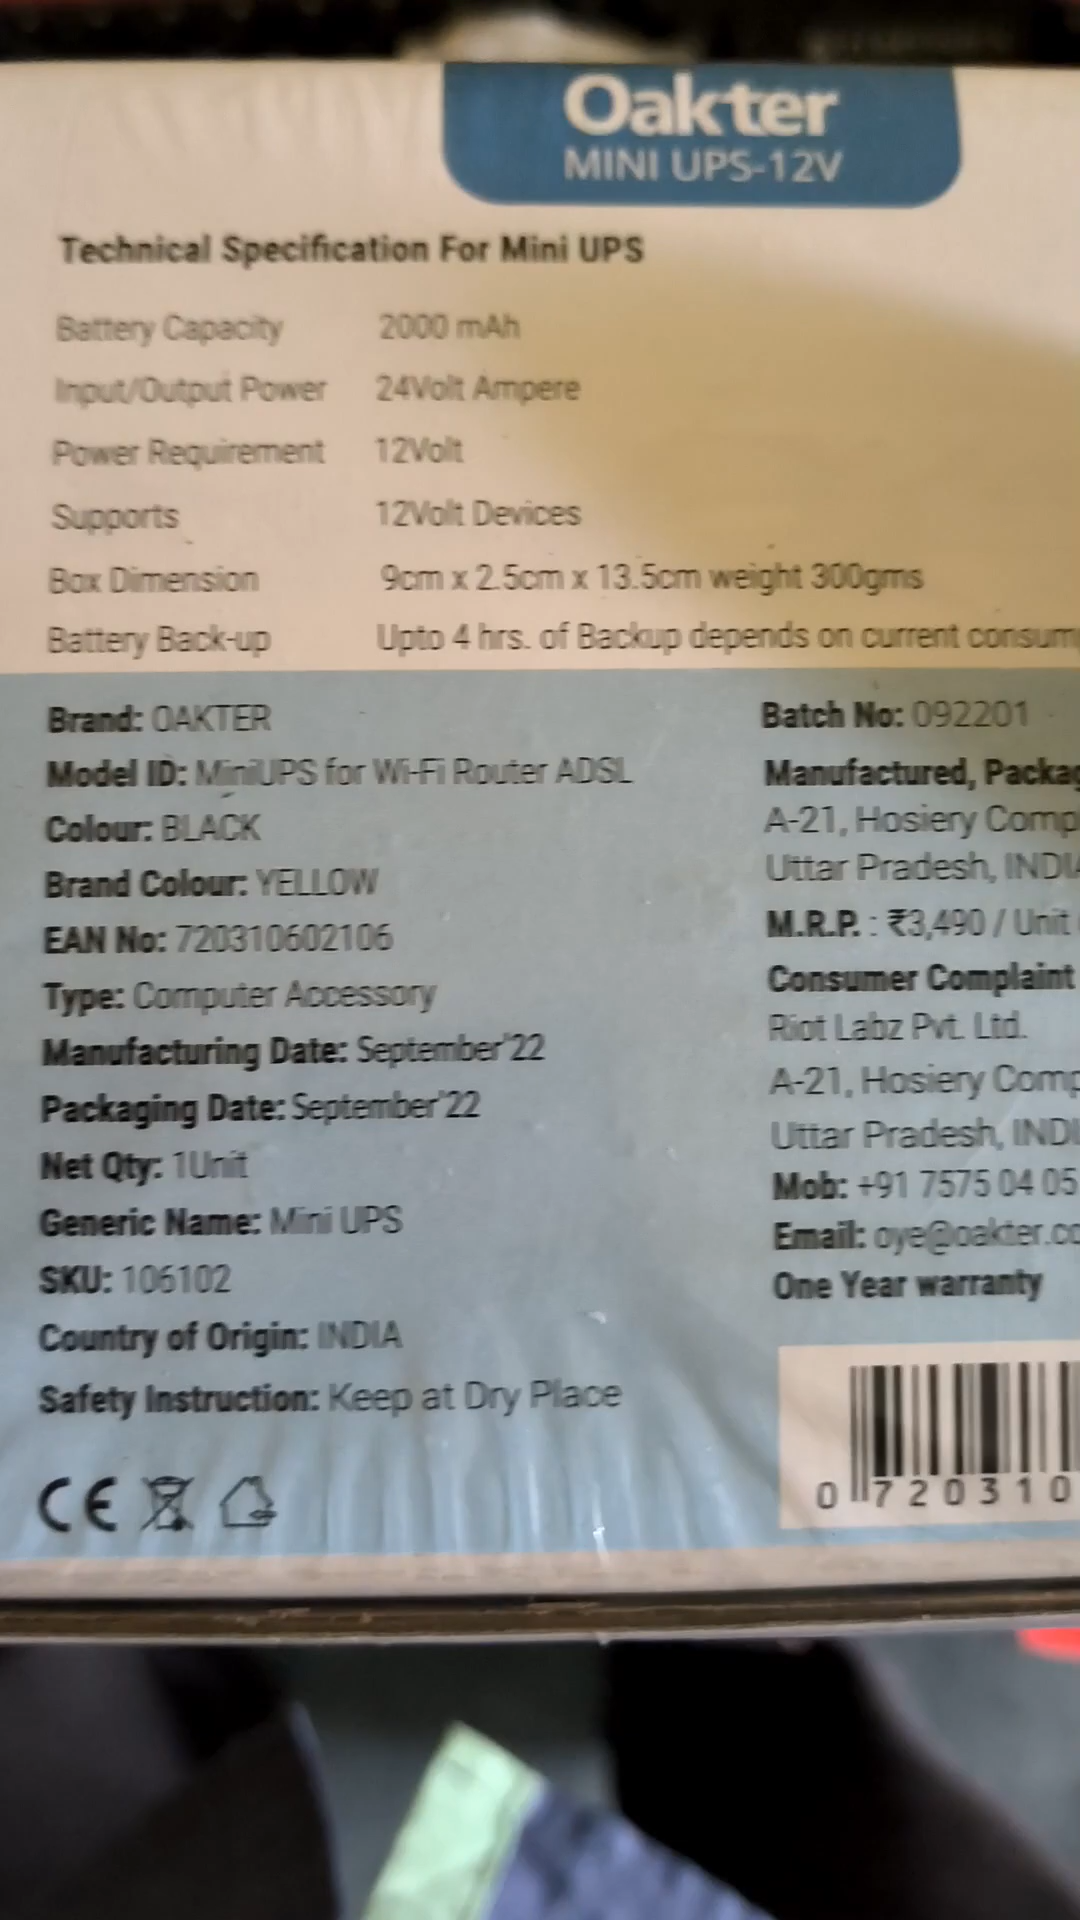 Oakter
MINI UPS-12V
Technical Specification For Mini UPS
Battery Capacity 2000 mAh
Input/Output Power 24Volt Ampere
Power Requirement 12Volt
Supports 12Volt Devices
Box Dimension 9cm x 2.5cm x 13.5cm weight 300gms
Battery Back-up Upto 4 hrs. of Backup depends on current consum
Brand: OAKTER
Model ID: MiniUPS for Wi-Fi Router ADSL
Colour: BLACK
Brand Colour: YELLOW
EAN No: 720310602106
Type: Computer Accessory
Manufacturing Date: September'22
Packaging Date: September'22
Net Qty: 1Unit
Generic Name: Mini UPS
SKU: 106102
Country of Origin: INDIA
Safety Instruction: Keep at Dry Place
CE
Batch No: 092201
Manufactured, Packag
A-21, Hosiery Comp
Uttar Pradesh, INDIA
M.R.P. : ₹3,490 / Unit
Consumer Complaint
Riot Labz Pvt. Ltd.
A-21, Hosiery Comp
Uttar Pradesh, INDI
Mob: +91 7575 04 05
Email: oye@oakter.co
One Year warranty
0 720310